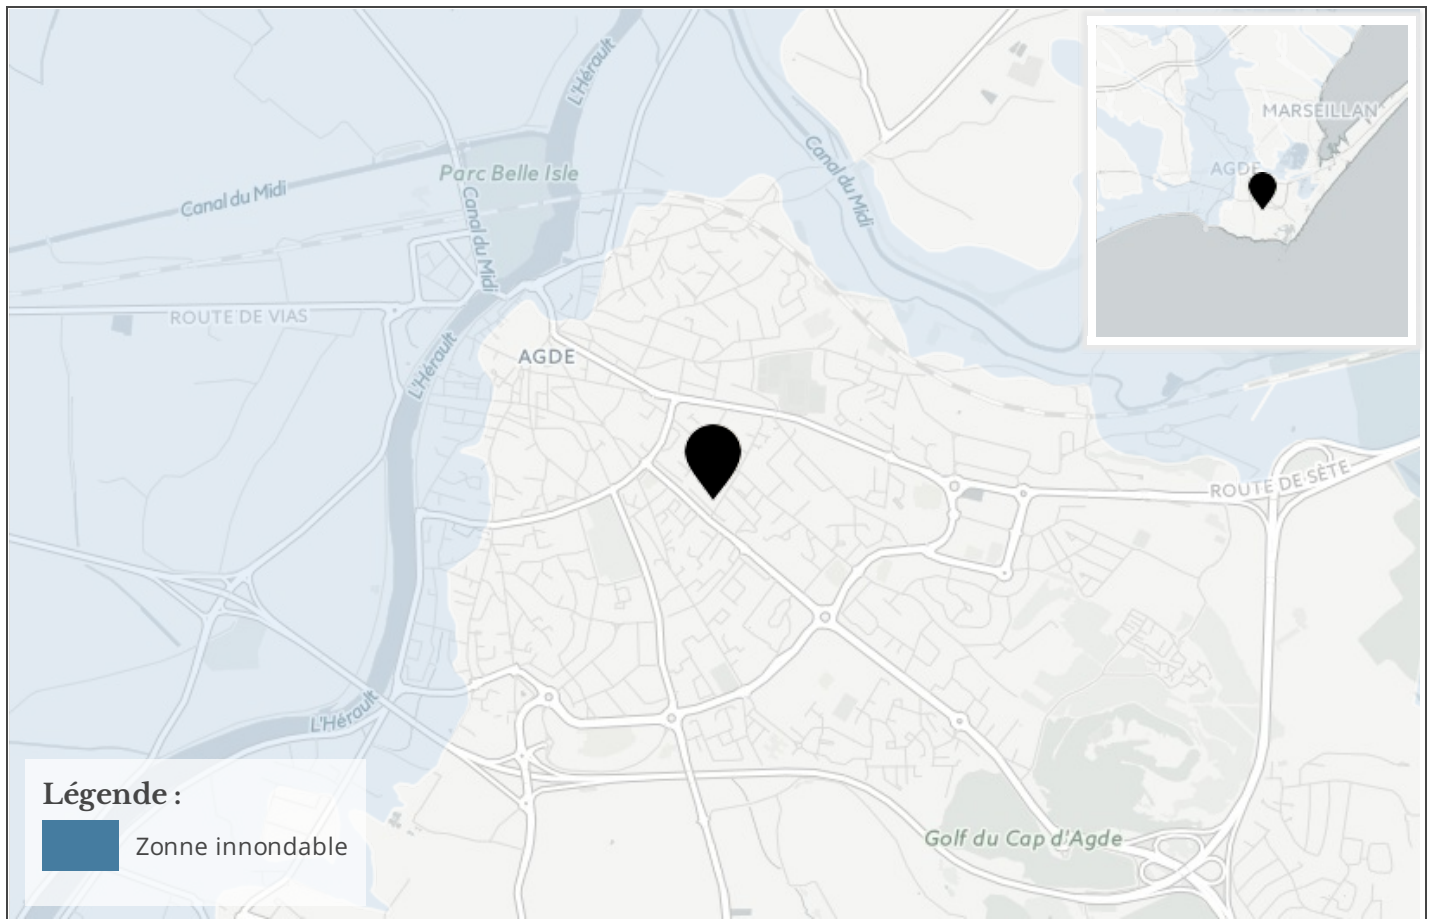 L'Hérault
MARSEILLAN
Canal du Midi
AGDE
Parc Belle Isle
Canal du Midi
Canal du Midi
ROUTE DE VIAS
AGDE
L'Hérault
ROUTE DE SÈTE
L'Hérault
Légende :
Zonne innondable
Golf du Cap d'Agde